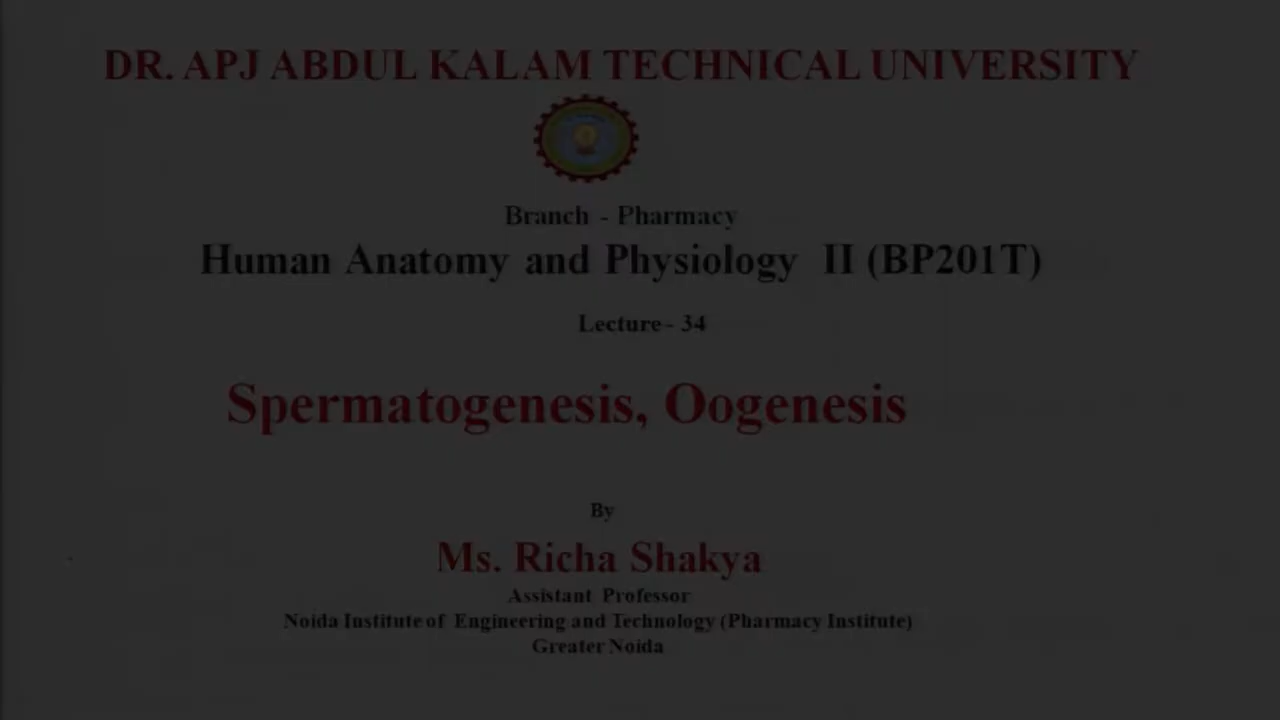 DR. APJ ABDUL KALAM TECHNICAL UNIVERSITY
Branch - Pharmacy
Human Anatomy and Physiology II (BP201T)
Lecture - 34
Spermatogenesis, Oogenesis
By
Ms. Richa Shakya
Assistant Professor
Noida Institute of Engineering and Technology (Pharmacy Institute)
Greater Noida